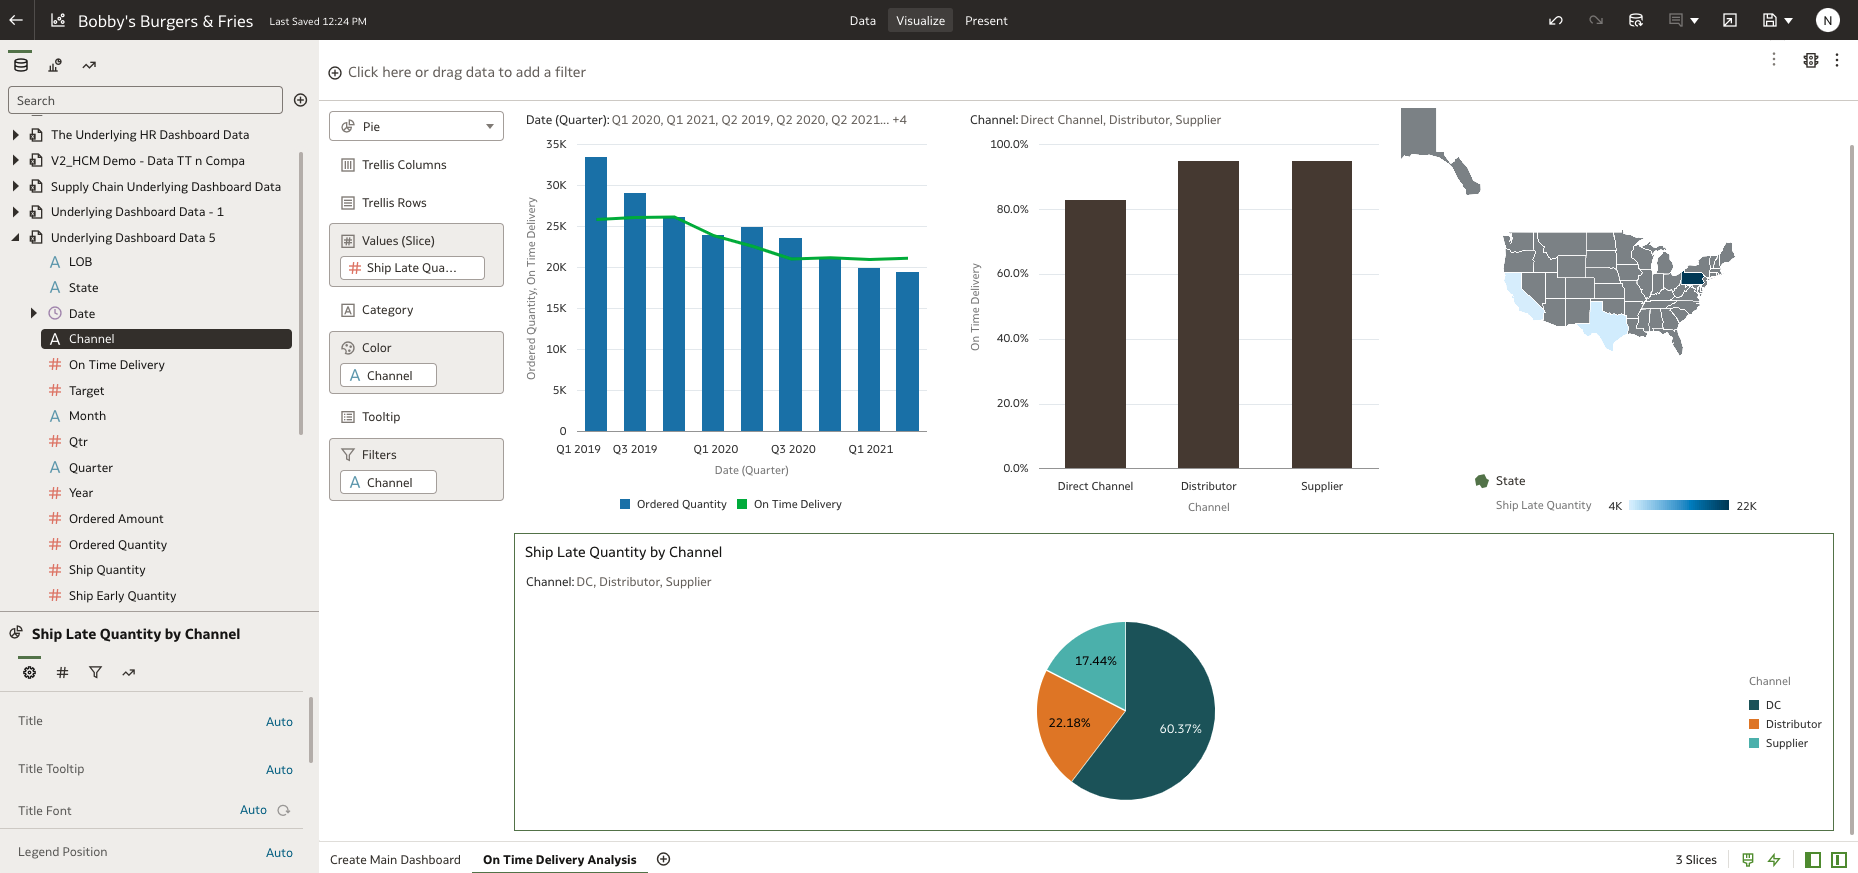 Bobby's Burgers & Fries Last Saved 12:24 PM
Data Visualize Present
N
Search
The Underlying HR Dashboard Data
V2_HCM Demo - Data TT n Compa
Supply Chain Underlying Dashboard Data
Underlying Dashboard Data - 1
Underlying Dashboard Data 5
A LOB
A State
Date
A Channel
# On Time Delivery
# Target
A Month
# Qtr
A Quarter
# Year
# Ordered Amount
# Ordered Quantity
# Ship Quantity
# Ship Early Quantity
Ship Late Quantity by Channel
#
Title Auto
Title Tooltip Auto
Title Font Auto
Legend Position Auto
Click here or drag data to add a filter
Pie
Trellis Columns
Trellis Rows
Values (Slice)
# Ship Late Qua...
Category
Color
A Channel
Tooltip
Filters
A Channel
Date (Quarter): Q1 2020, Q1 2021, Q2 2019, Q2 2020, Q2 2021... +4
Ordered Quantity, On Time Delivery
35K
30K
25K
20K
15K
10K
5K
0
Q1 2019 Q3 2019 Q1 2020 Q3 2020 Q1 2021
Date (Quarter)
Ordered Quantity On Time Delivery
Channel: Direct Channel, Distributor, Supplier
On Time Delivery
100.0%
80.0%
60.0%
40.0%
20.0%
0.0%
Direct Channel Distributor Supplier
Channel
State
Ship Late Quantity 4K 22K
Ship Late Quantity by Channel
Channel: DC, Distributor, Supplier
17.44%
22.18%
60.37%
Channel
DC
Distributor
Supplier
Create Main Dashboard On Time Delivery Analysis
3 Slices